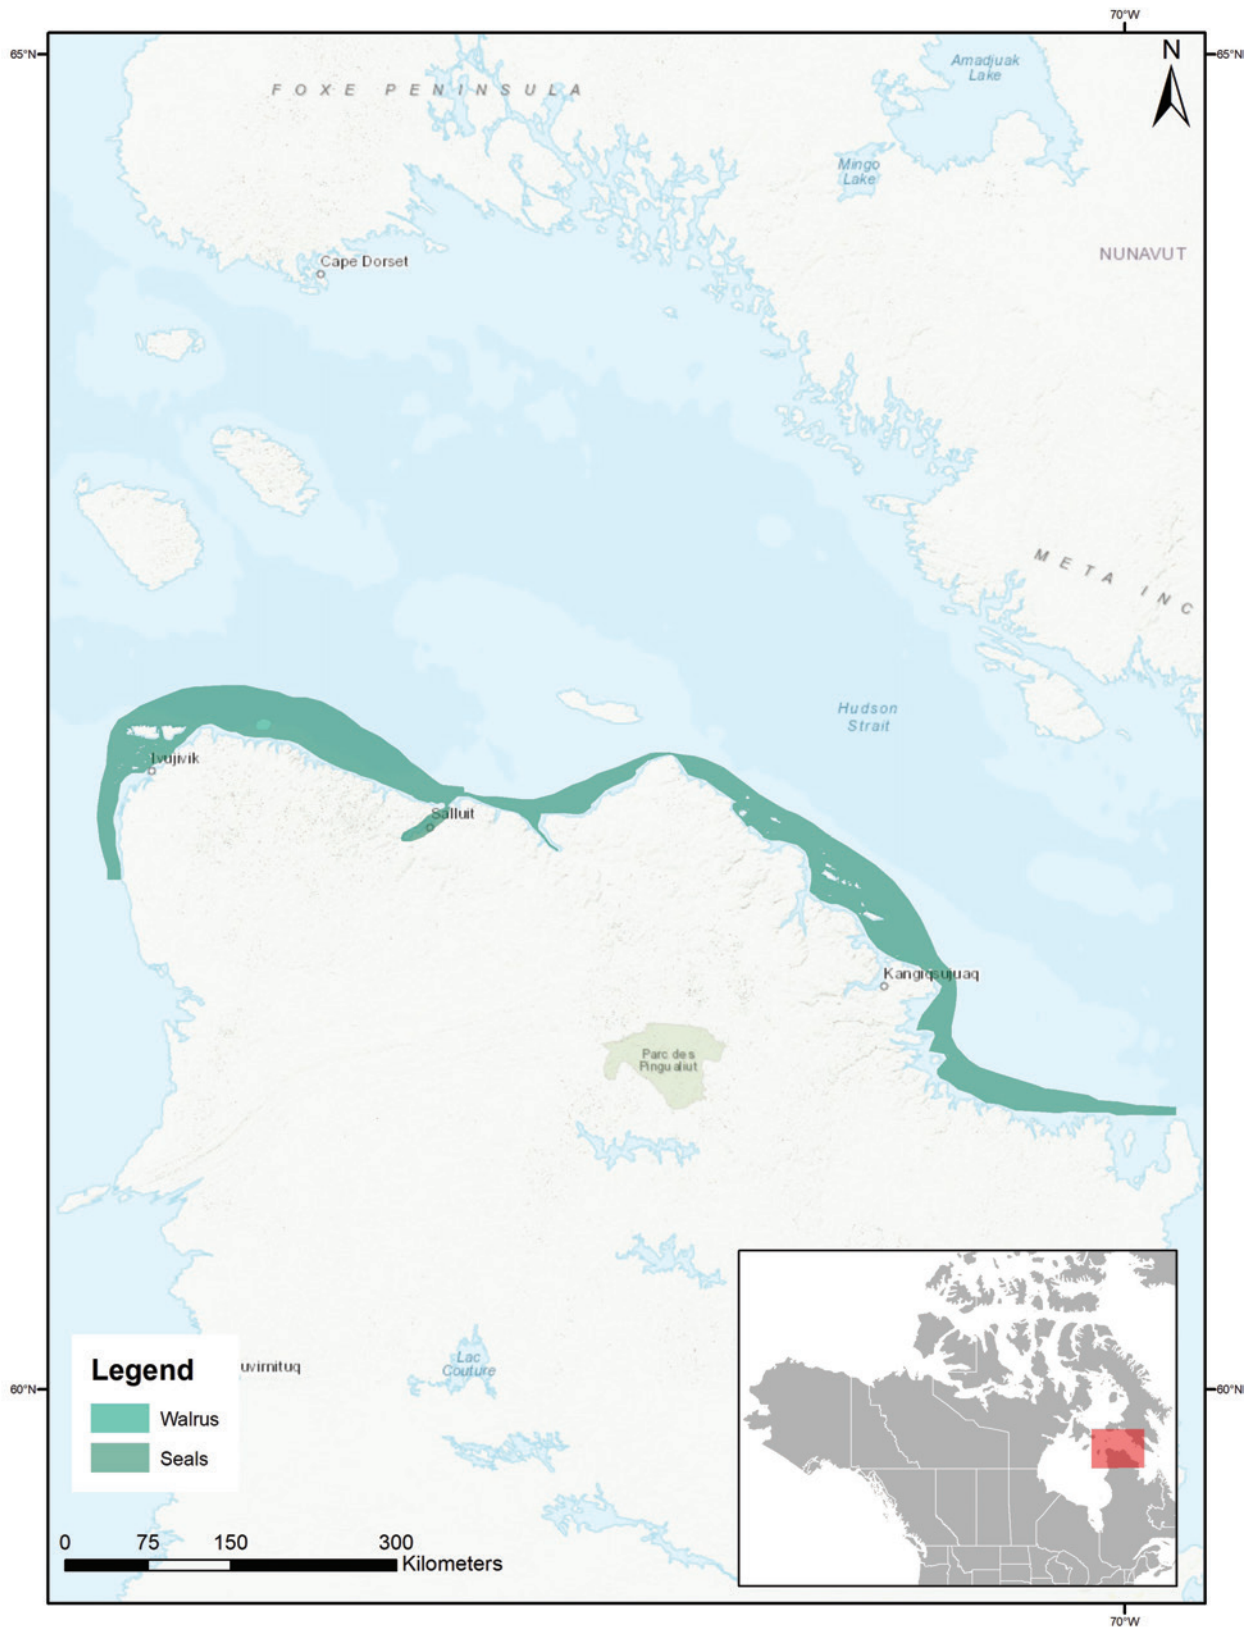 70°W
65°N
65°N
N
Amadjuak
Lake
FOXE PENINSULA
Mingo
Lake
NUNAVUT
Cape Dorset
META INC
Hudson
Strait
Ivujivik
Salluit
Kangiqsujuaq
Parc des
Pingualiut
60°N
60°N
Legend
uvirnituq
Lac
Couture
Walrus
Seals
0 75 150 300
Kilometers
70°W